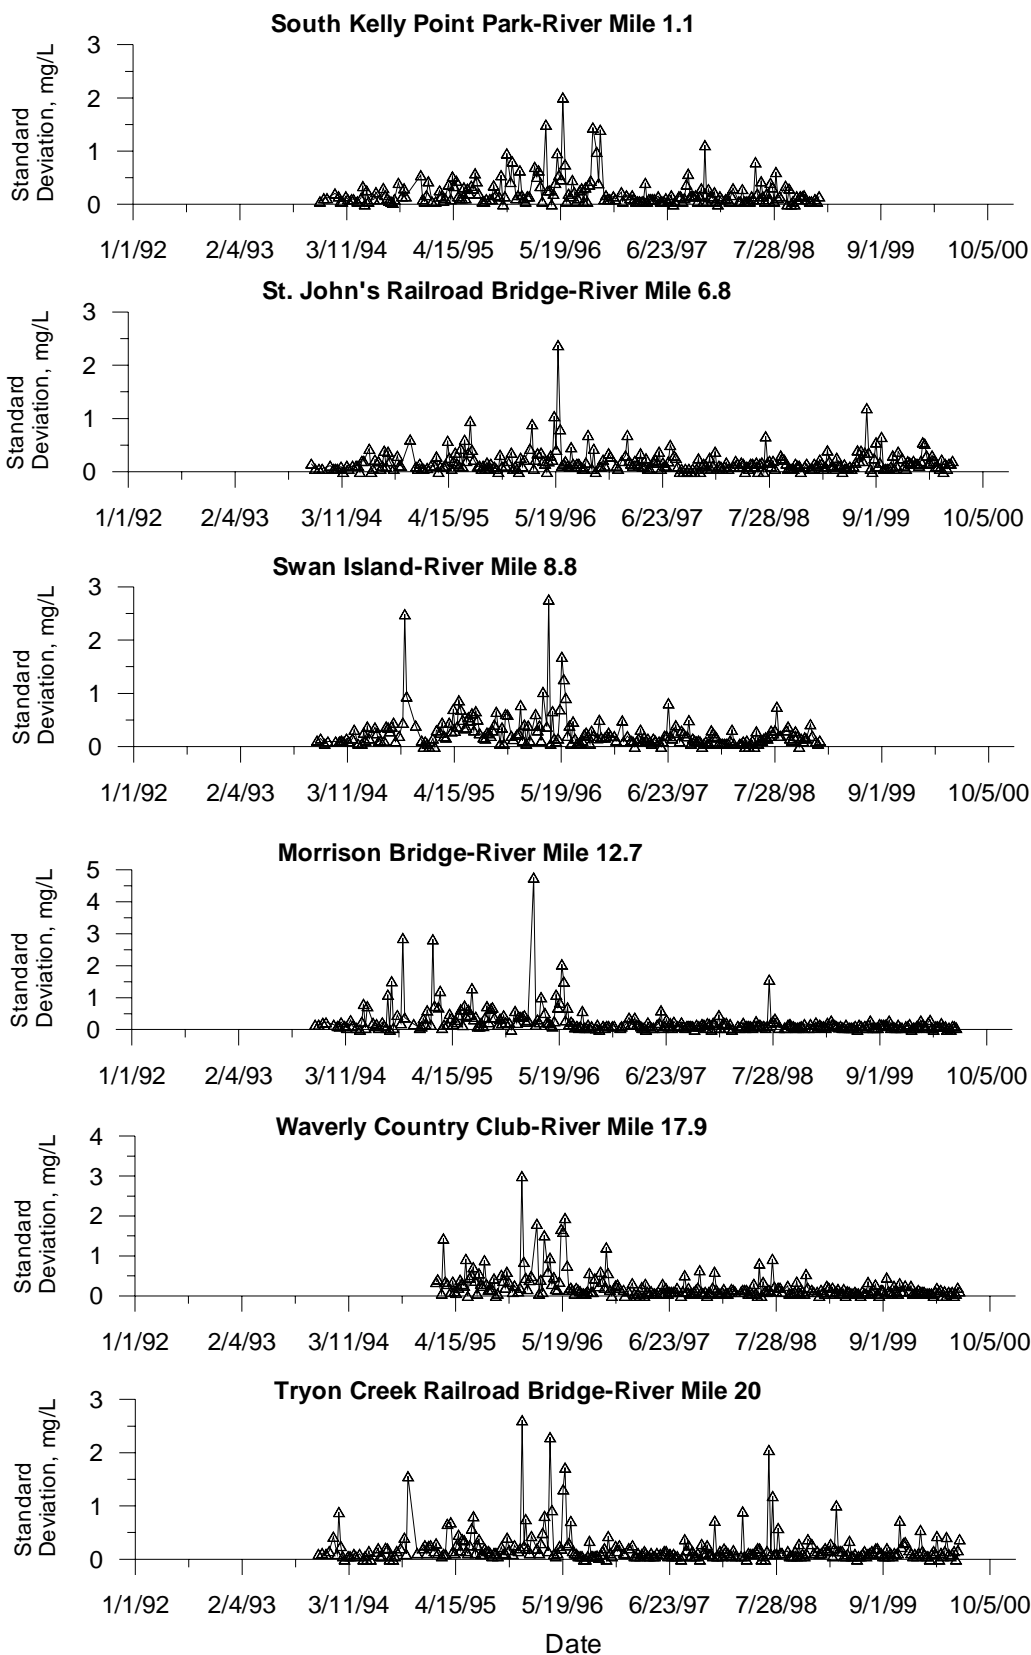 South Kelly Point Park-River Mile 1.1
Standard
Deviation, mg/L
3
2
1
0
1/1/92 2/4/93 3/11/94 4/15/95 5/19/96 6/23/97 7/28/98 9/1/99 10/5/00
St. John's Railroad Bridge-River Mile 6.8
Standard
Deviation, mg/L
3
2
1
0
1/1/92 2/4/93 3/11/94 4/15/95 5/19/96 6/23/97 7/28/98 9/1/99 10/5/00
Swan Island-River Mile 8.8
Standard
Deviation, mg/L
3
2
1
0
1/1/92 2/4/93 3/11/94 4/15/95 5/19/96 6/23/97 7/28/98 9/1/99 10/5/00
Morrison Bridge-River Mile 12.7
Standard
Deviation, mg/L
5
4
3
2
1
0
1/1/92 2/4/93 3/11/94 4/15/95 5/19/96 6/23/97 7/28/98 9/1/99 10/5/00
Waverly Country Club-River Mile 17.9
Standard
Deviation, mg/L
4
3
2
1
0
1/1/92 2/4/93 3/11/94 4/15/95 5/19/96 6/23/97 7/28/98 9/1/99 10/5/00
Tryon Creek Railroad Bridge-River Mile 20
Standard
Deviation, mg/L
3
2
1
0
1/1/92 2/4/93 3/11/94 4/15/95 5/19/96 6/23/97 7/28/98 9/1/99 10/5/00
Date